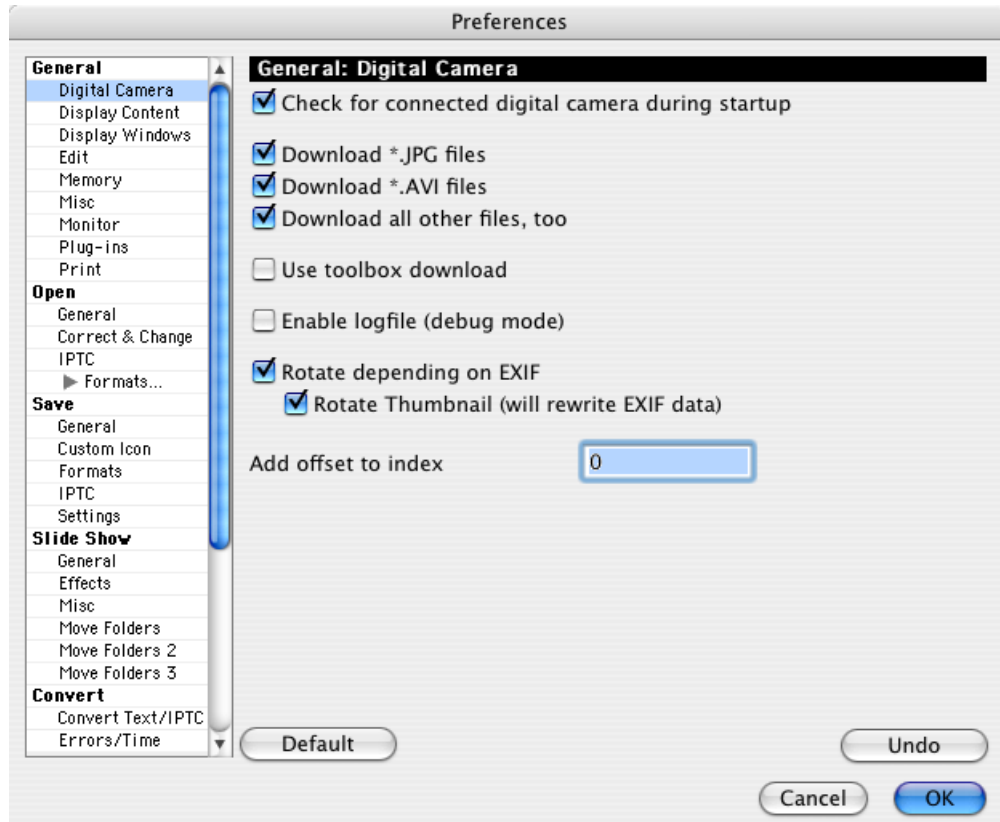 Preferences
General
Digital Camera
Display Content
Display Windows
Edit
Memory
Misc
Monitor
Plug-ins
Print
Open
General
Correct & Change
IPTC
Formats...
Save
General
Custom Icon
Formats
IPTC
Settings
Slide Show
General
Effects
Misc
Move Folders
Move Folders 2
Move Folders 3
Convert
Convert Text/IPTC
Errors/Time
General: Digital Camera
Check for connected digital camera during startup
Download *.JPG files
Download *.AVI files
Download all other files, too
Use toolbox download
Enable logfile (debug mode)
Rotate depending on EXIF
Rotate Thumbnail (will rewrite EXIF data)
Add offset to index 0
Default Undo
Cancel OK